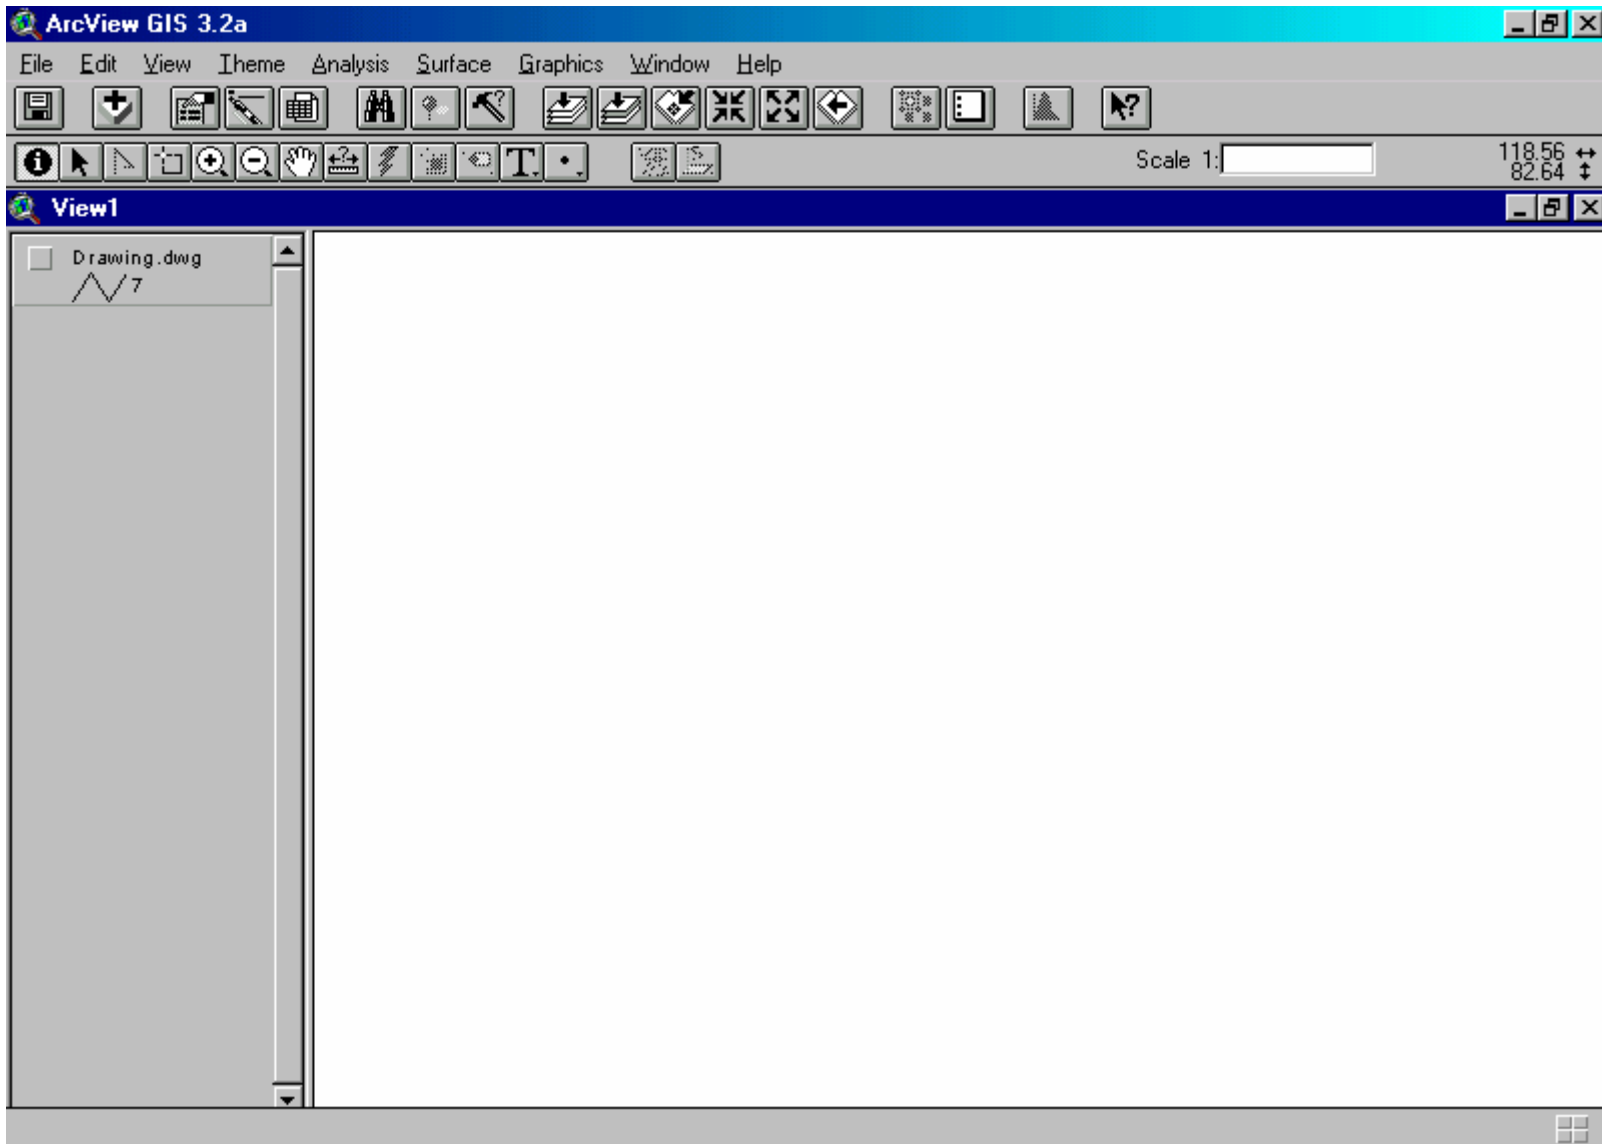 ArcView GIS 3.2a
File Edit View Theme Analysis Surface Graphics Window Help
Scale 1: 118.56
82.64
View1
Drawing.dwg
7